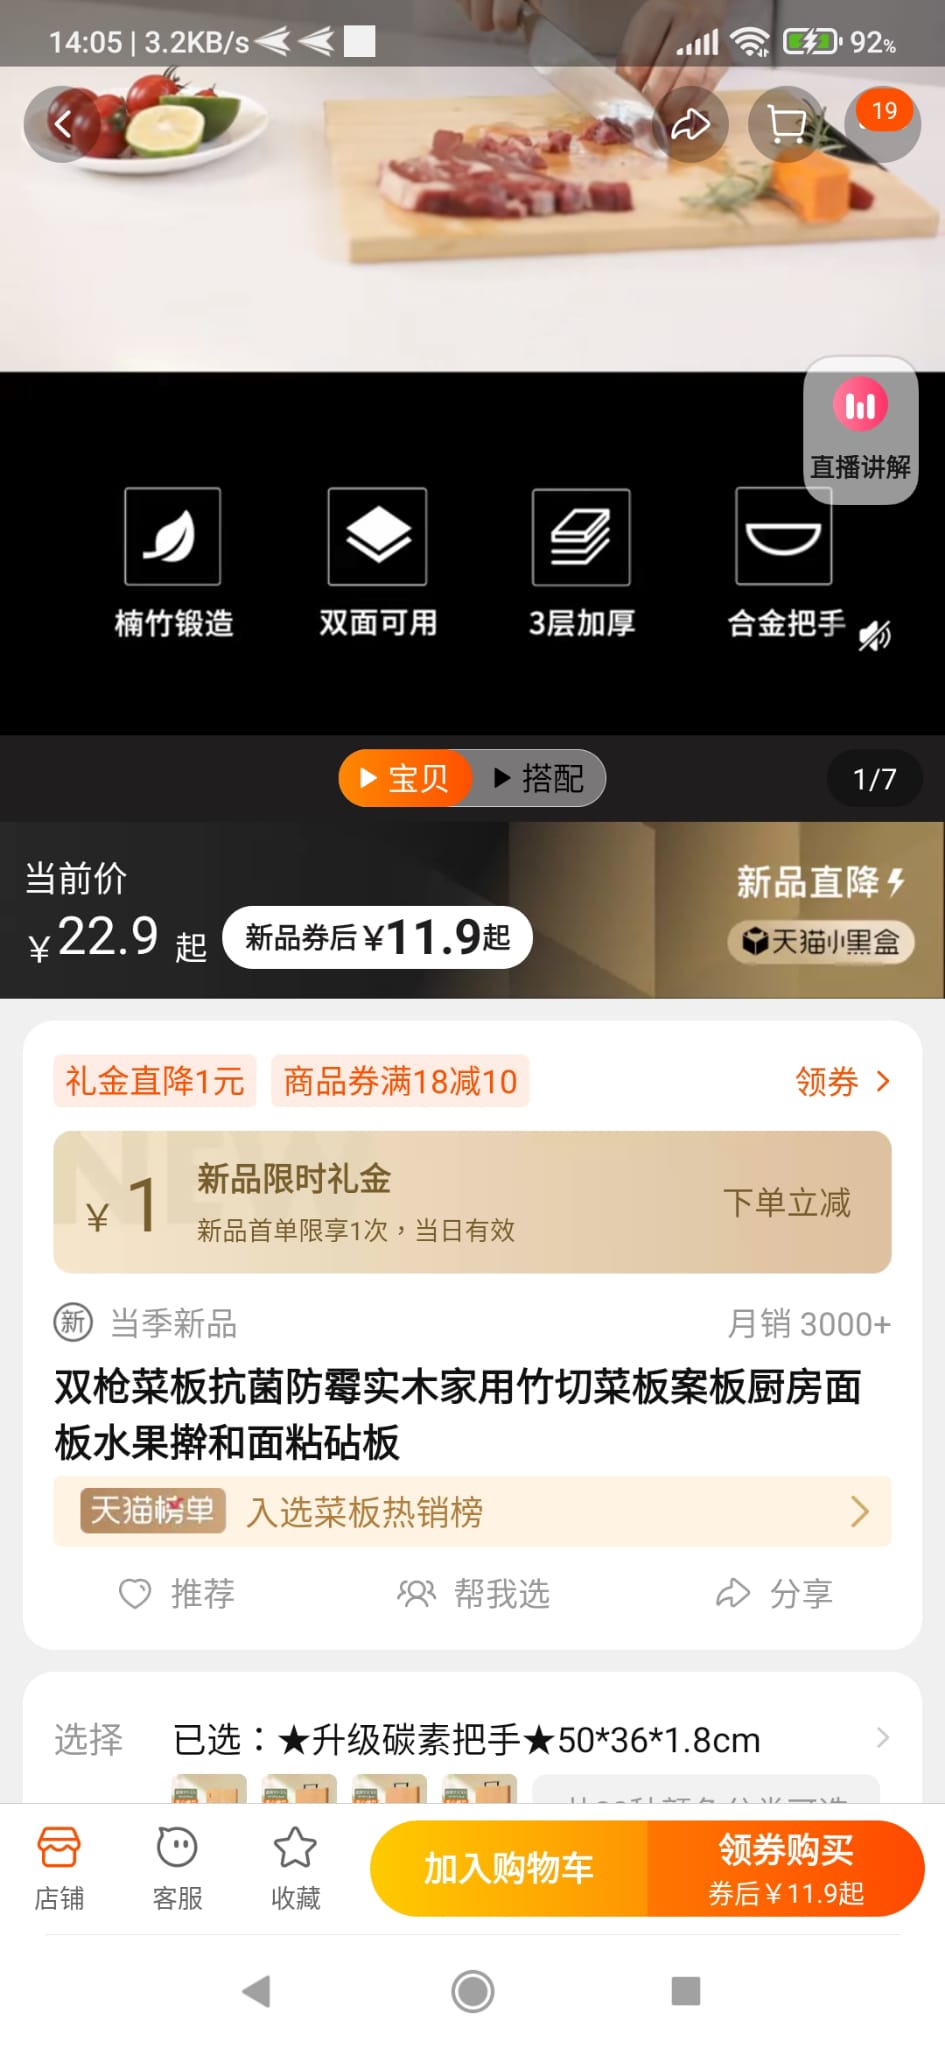 14:05 | 3.2KB/s
92%
19
直播讲解
楠竹锻造 双面可用 3层加厚 合金把手
宝贝 搭配
1/7
当前价
¥22.9 起
新品券后¥11.9起
新品直降
天猫小黑盒
礼金直降1元 商品券满18减10 领券
NEW
¥1
新品限时礼金
新品首单限享1次，当日有效
下单立减
新 当季新品 月销 3000+
双枪菜板抗菌防霉实木家用竹切菜板案板厨房面
板水果擀和面粘砧板
天猫榜单 入选菜板热销榜
推荐 帮我选 分享
选择 已选：★升级碳素把手★50*36*1.8cm
店铺 客服 收藏
加入购物车
领券购买
券后¥11.9起